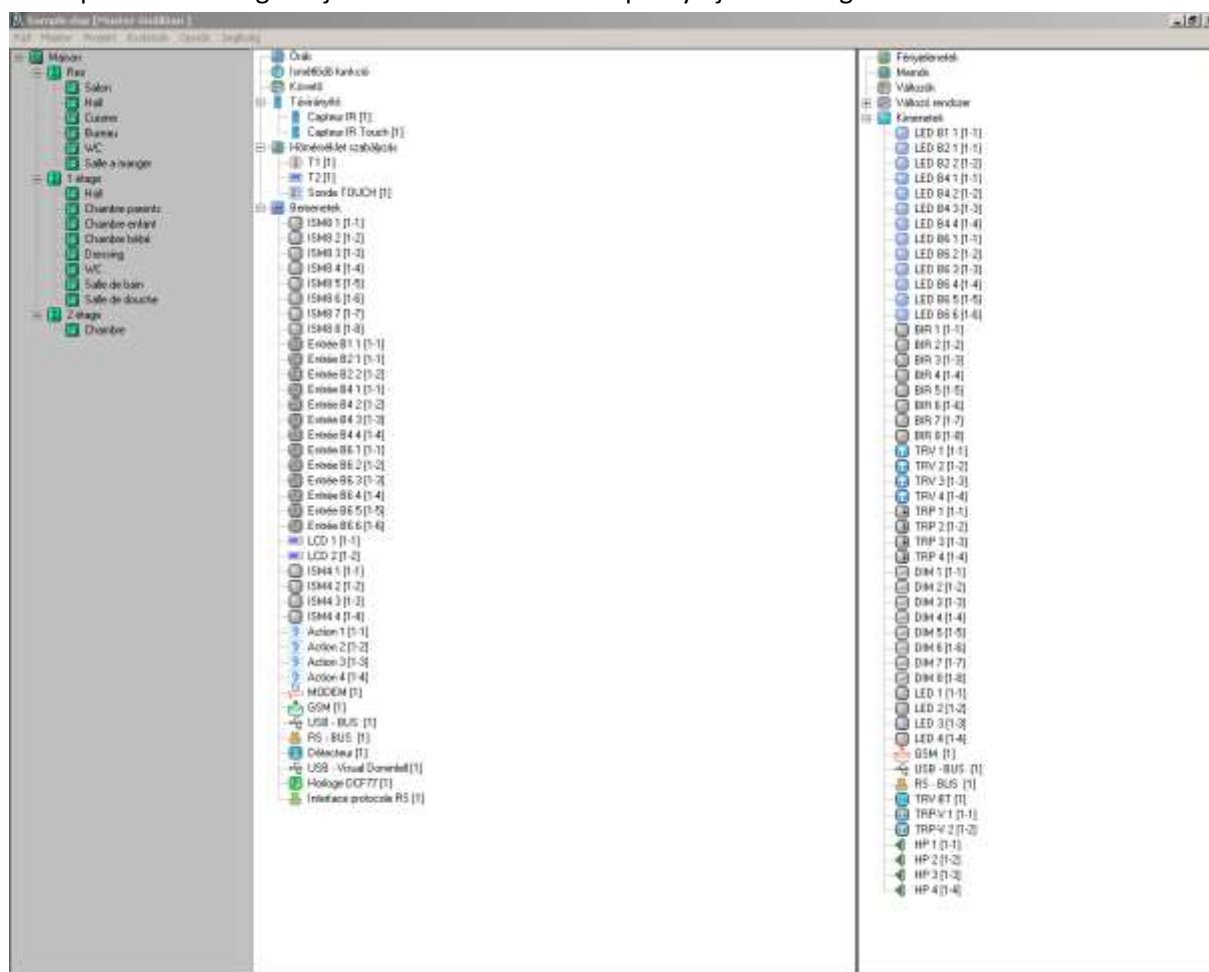 Fájl Master Projekt Eszközök Opciók Segítség
Maison
Rez
Salon
Hall
Cuisine
Bureau
WC
Salle a manger
1 étage
Hall
Chambre parents
Chambre enfant
Chambre bébé
Dressing
WC
Salle de bain
Salle de douche
2 étage
Chambre
Órák
Ismétlődő funkció
Követő
Távirányító
Capteur IR [1]
Capteur IR Touch [1]
Hőmérséklet szabályzás
T1 [1]
T2 [1]
Sonde TOUCH [1]
Bemenetek
ISM8 1 [1-1]
ISM8 2 [1-2]
ISM8 3 [1-3]
ISM8 4 [1-4]
ISM8 5 [1-5]
ISM8 6 [1-6]
ISM8 7 [1-7]
ISM8 8 [1-8]
Entrée B1 1 [1-1]
Entrée B2 1 [1-1]
Entrée B2 2 [1-2]
Entrée B4 1 [1-1]
Entrée B4 2 [1-2]
Entrée B4 3 [1-3]
Entrée B4 4 [1-4]
Entrée B6 1 [1-1]
Entrée B6 2 [1-2]
Entrée B6 3 [1-3]
Entrée B6 4 [1-4]
Entrée B6 5 [1-5]
Entrée B6 6 [1-6]
LCD 1 [1-1]
LCD 2 [1-2]
ISM4 1 [1-1]
ISM4 2 [1-2]
ISM4 3 [1-3]
ISM4 4 [1-4]
Action 1 [1-1]
Action 2 [1-2]
Action 3 [1-3]
Action 4 [1-4]
MODEM [1]
GSM [1]
USB - BUS [1]
RS - BUS [1]
Détecteur [1]
USB - Virtual Domintell [1]
Horloge DCF77 [1]
Interface protocole RS [1]
Fényjelenetek
Menük
Változók
Változó rendszer
Kimenetek
LED B1 1 [1-1]
LED B2 1 [1-1]
LED B2 2 [1-2]
LED B4 1 [1-1]
LED B4 2 [1-2]
LED B4 3 [1-3]
LED B4 4 [1-4]
LED B6 1 [1-1]
LED B6 2 [1-2]
LED B6 3 [1-3]
LED B6 4 [1-4]
LED B6 5 [1-5]
LED B6 6 [1-6]
BIR 1 [1-1]
BIR 2 [1-2]
BIR 3 [1-3]
BIR 4 [1-4]
BIR 5 [1-5]
BIR 6 [1-6]
BIR 7 [1-7]
BIR 8 [1-8]
TRV 1 [1-1]
TRV 2 [1-2]
TRV 3 [1-3]
TRV 4 [1-4]
TRP 1 [1-1]
TRP 2 [1-2]
TRP 3 [1-3]
TRP 4 [1-4]
DIM 1 [1-1]
DIM 2 [1-2]
DIM 3 [1-3]
DIM 4 [1-4]
DIM 5 [1-5]
DIM 6 [1-6]
DIM 7 [1-7]
DIM 8 [1-8]
LED 1 [1-1]
LED 2 [1-2]
LED 3 [1-3]
LED 4 [1-4]
GSM [1]
USB - BUS [1]
RS - BUS [1]
TRV BT [1]
TRP-V 1 [1-1]
TRP-V 2 [1-2]
HP 1 [1-1]
HP 2 [1-2]
HP 3 [1-3]
HP 4 [1-4]